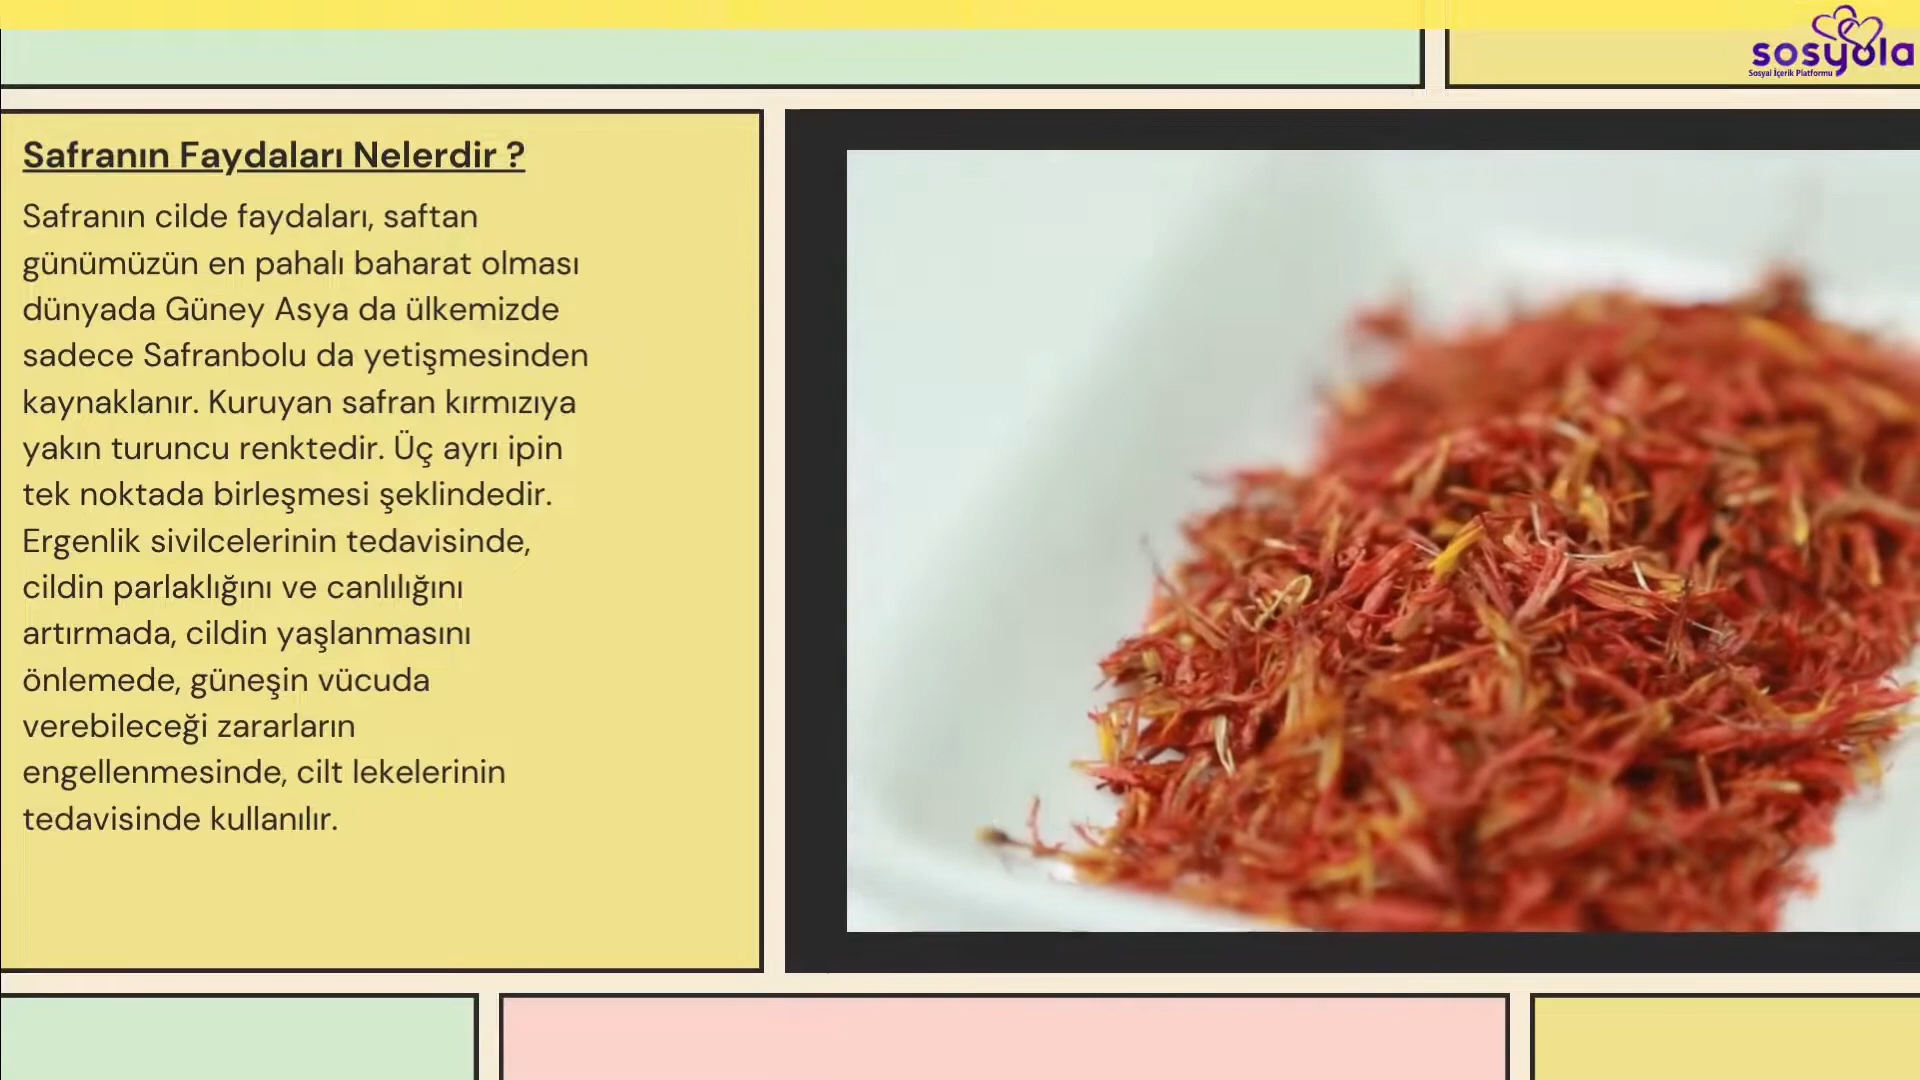 sosyola
Sosyal İçerik Platformu
Safranın Faydaları Nelerdir ?
Safranın cilde faydaları, saftan
günümüzün en pahalı baharat olması
dünyada Güney Asya da ülkemizde
sadece Safranbolu da yetişmesinden
kaynaklanır. Kuruyan safran kırmızıya
yakın turuncu renktedir. Üç ayrı ipin
tek noktada birleşmesi şeklindedir.
Ergenlik sivilcelerinin tedavisinde,
cildin parlaklığını ve canlılığını
artırmada, cildin yaşlanmasını
önlemede, güneşin vücuda
verebileceği zararların
engellenmesinde, cilt lekelerinin
tedavisinde kullanılır.